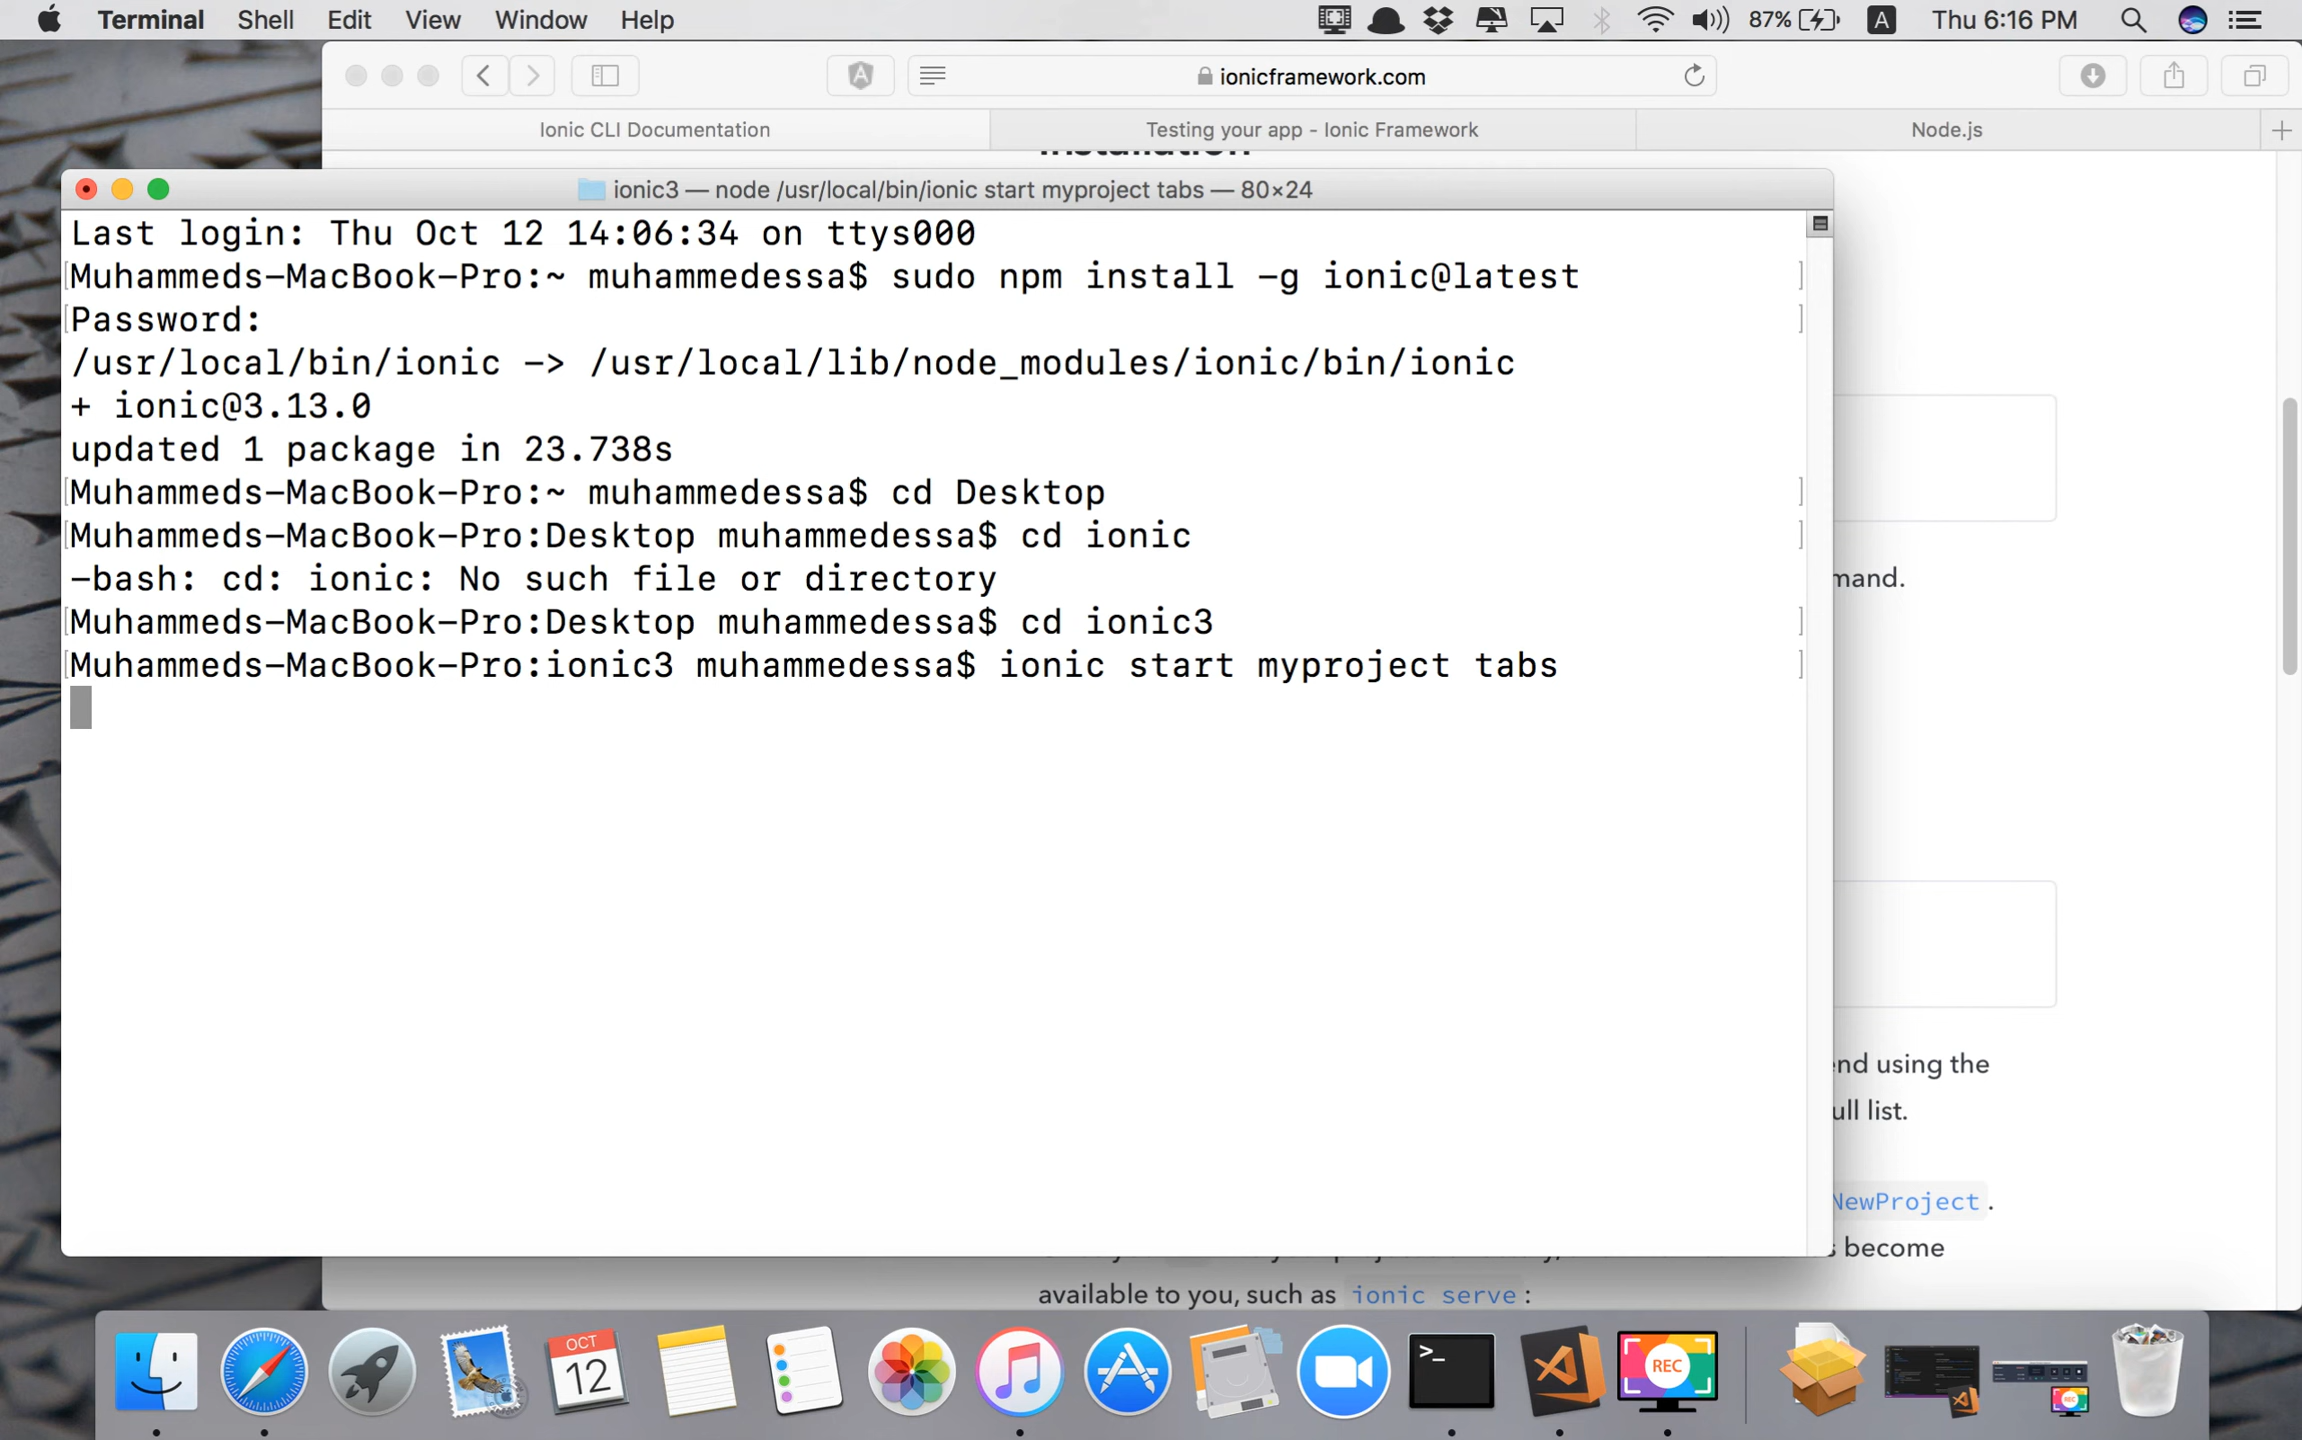 Terminal Shell Edit View Window Help 87% A Thu 6:16 PM
ionicframework.com
Ionic CLI Documentation Testing your app - Ionic Framework Node.js
ionic3 — node /usr/local/bin/ionic start myproject tabs — 80×24
Last login: Thu Oct 12 14:06:34 on ttys000
Muhammeds-MacBook-Pro:~ muhammedessa$ sudo npm install -g ionic@latest
Password:
/usr/local/bin/ionic -> /usr/local/lib/node_modules/ionic/bin/ionic
+ ionic@3.13.0
updated 1 package in 23.738s
Muhammeds-MacBook-Pro:~ muhammedessa$ cd Desktop
Muhammeds-MacBook-Pro:Desktop muhammedessa$ cd ionic
-bash: cd: ionic: No such file or directory
Muhammeds-MacBook-Pro:Desktop muhammedessa$ cd ionic3
Muhammeds-MacBook-Pro:ionic3 muhammedessa$ ionic start myproject tabs
mand.
nd using the
ull list.
NewProject.
s become
available to you, such as ionic serve:
OCT
12
>_
REC